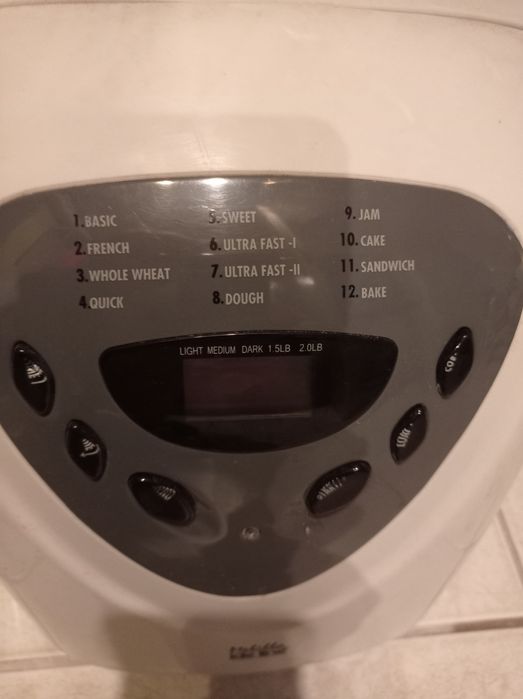 1.BASIC
2.FRENCH
3.WHOLE WHEAT
4.QUICK
5.SWEET
6.ULTRA FAST -I
7.ULTRA FAST -II
8.DOUGH
9.JAM
10.CAKE
11.SANDWICH
12.BAKE
LIGHT MEDIUM DARK 1.5LB 2.0LB